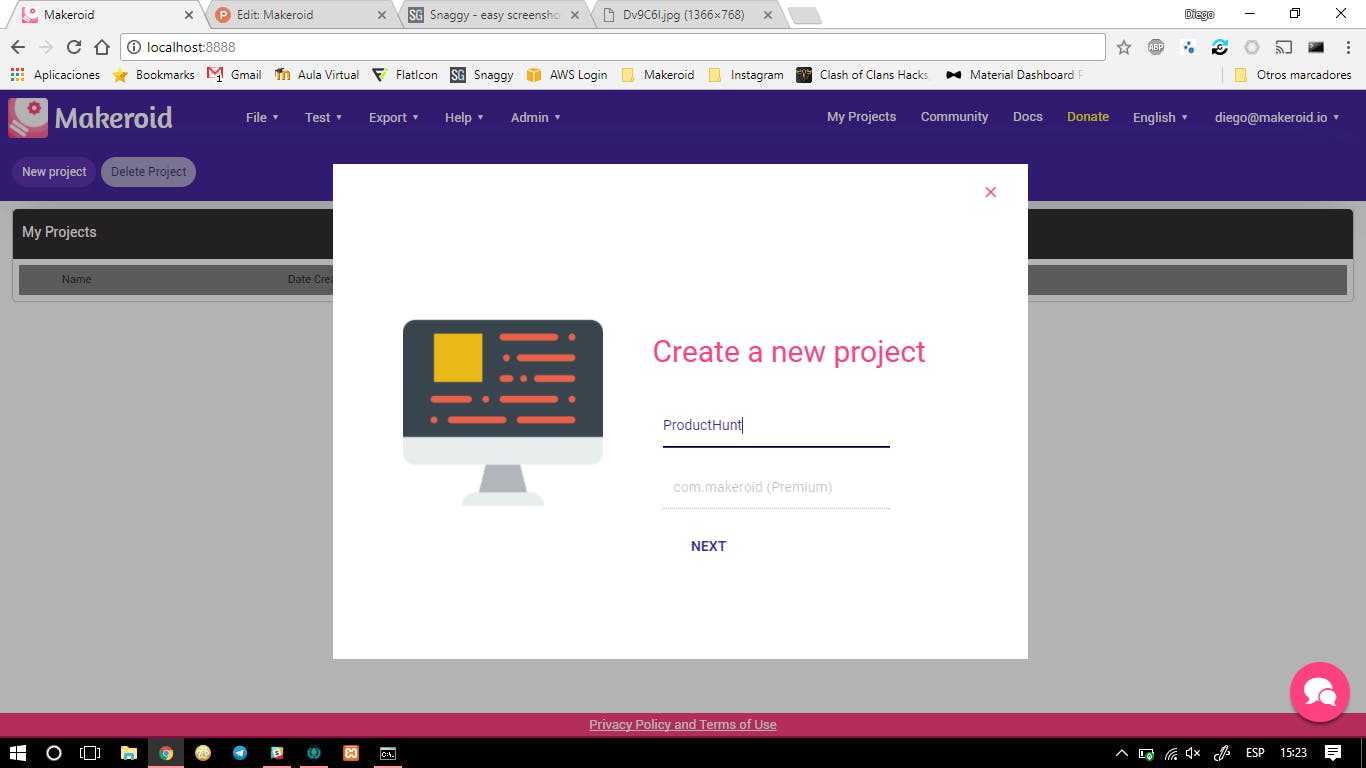 Makeroid
Edit: Makeroid
Snaggy - easy screensho
Dv9C6I.jpg (1366×768)
Diego
localhost:8888
ABP
Aplicaciones
Bookmarks
Gmail
Aula Virtual
FlatIcon
SG
Snaggy
AWS Login
Makeroid
Instagram
Clash of Clans Hacks
Material Dashboard
Otros marcadores
Makeroid
File
Test
Export
Help
Admin
My Projects
Community
Docs
Donate
English
diego@makeroid.io
New project
Delete Project
My Projects
Name
Date Crea
Create a new project
ProductHunt
com.makeroid (Premium)
NEXT
Privacy Policy and Terms of Use
ESP
15:23